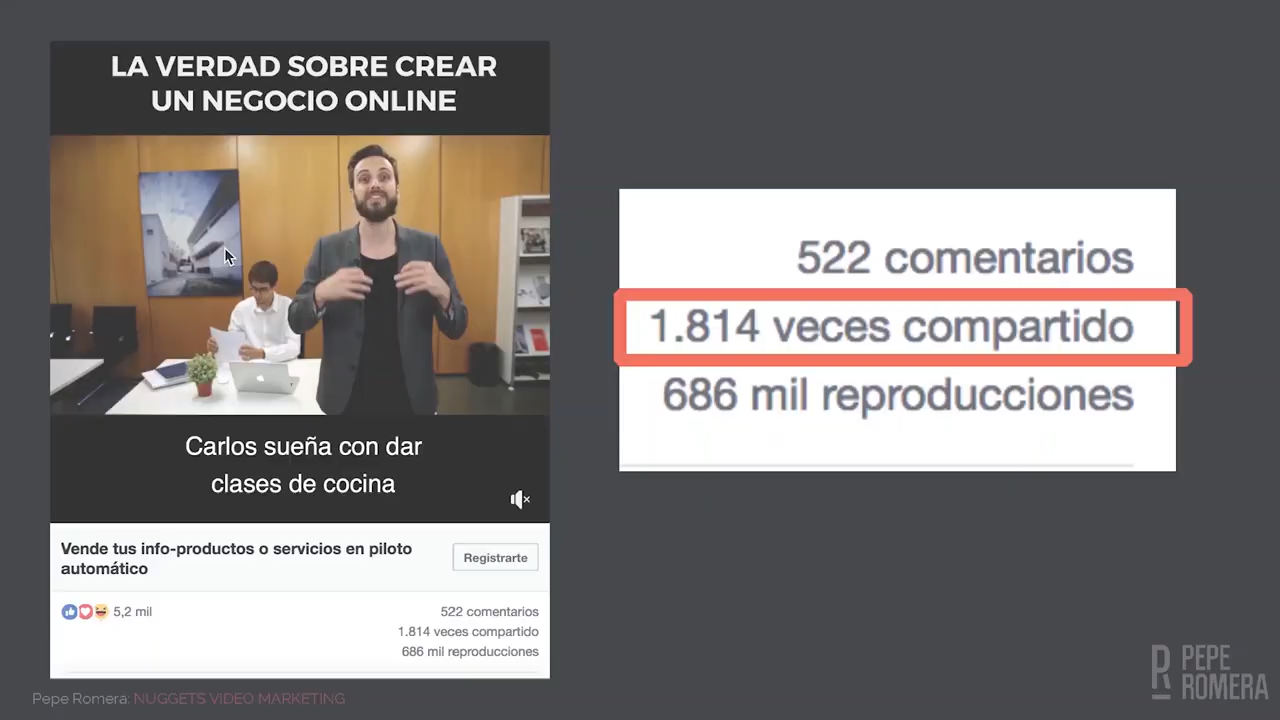 LA VERDAD SOBRE CREAR
UN NEGOCIO ONLINE
Carlos sueña con dar
clases de cocina
Vende tus info-productos o servicios en piloto
automático
Registrarte
5,2 mil
522 comentarios
1.814 veces compartido
686 mil reproducciones
522 comentarios
1.814 veces compartido
686 mil reproducciones
Pepe Romera: NUGGETS VIDEO MARKETING
PEPE
ROMERA